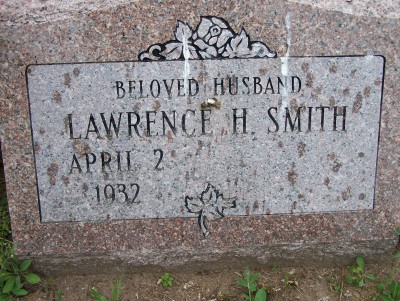 BELOVED HUSBAND
LAWRENCE H. SMITH
APRIL 2
1932